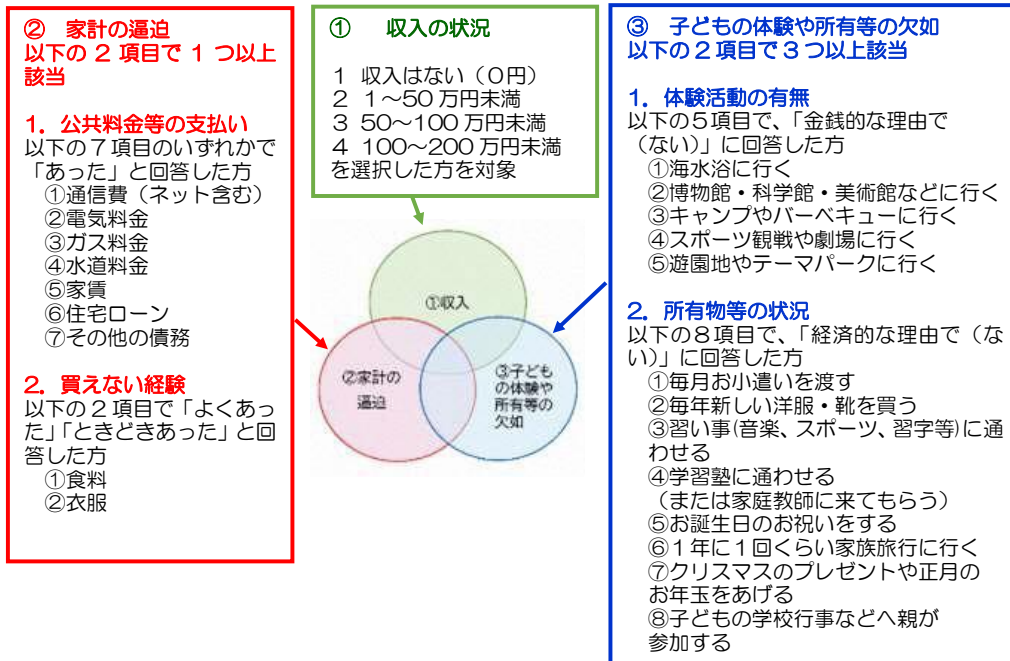 ② 家計の逼迫
以下の2項目で1つ以上
該当
1．公共料金等の支払い
以下の7項目のいずれかで
「あった」と回答した方
①通信費（ネット含む）
②電気料金
③ガス料金
④水道料金
⑤家賃
⑥住宅ローン
⑦その他の債務
2．買えない経験
以下の2項目で「よくあっ
た」「ときどきあった」と回
答した方
①食料
②衣服
① 収入の状況
1 収入はない（0円）
2 1～50万円未満
3 50～100万円未満
4 100～200万円未満
を選択した方を対象
①収入
②家計の
逼迫
③子ども
の体験や
所有等の
欠如
③ 子どもの体験や所有等の欠如
以下の2項目で3つ以上該当
1．体験活動の有無
以下の5項目で、「金銭的な理由で
（ない）」に回答した方
①海水浴に行く
②博物館・科学館・美術館などに行く
③キャンプやバーベキューに行く
④スポーツ観戦や劇場に行く
⑤遊園地やテーマパークに行く
2．所有物等の状況
以下の8項目で、「経済的な理由で（な
い）」に回答した方
①毎月お小遣いを渡す
②毎年新しい洋服・靴を買う
③習い事(音楽、スポーツ、習字等)に通
わせる
④学習塾に通わせる
（または家庭教師に来てもらう）
⑤お誕生日のお祝いをする
⑥1年に1回くらい家族旅行に行く
⑦クリスマスのプレゼントや正月の
お年玉をあげる
⑧子どもの学校行事などへ親が
参加する